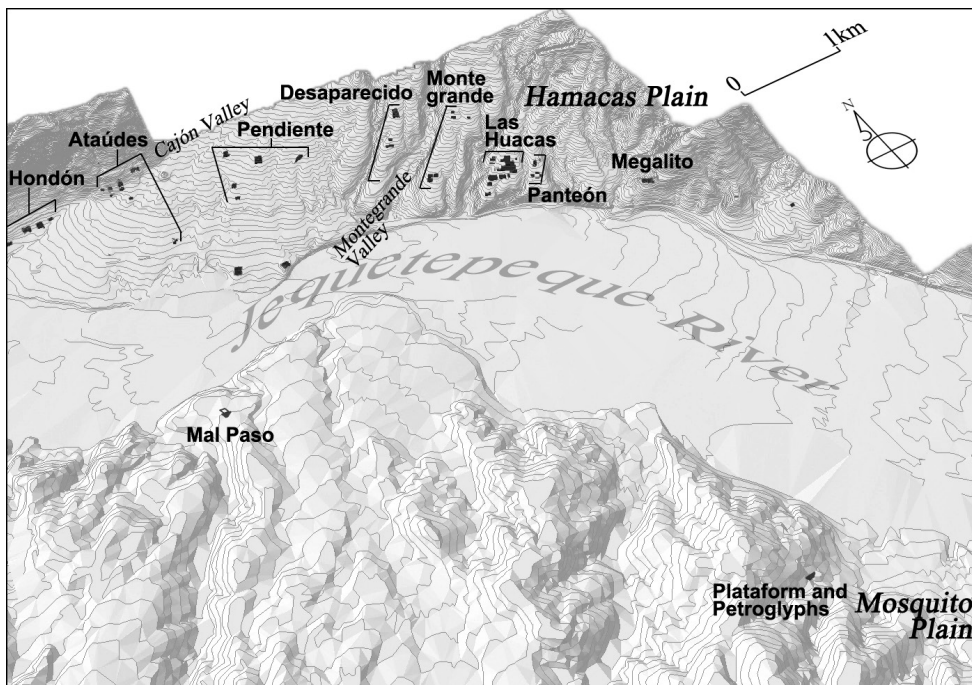 0
1km
N
Hamacas Plain
Desaparecido
Monte
grande
Las
Huacas
Megalito
Panteón
Cajón Valley
Pendiente
Ataúdes
Hondón
Montegrande
Valley
Jequetepeque River
Mal Paso
Plataform and
Petroglyphs
Mosquito
Plain